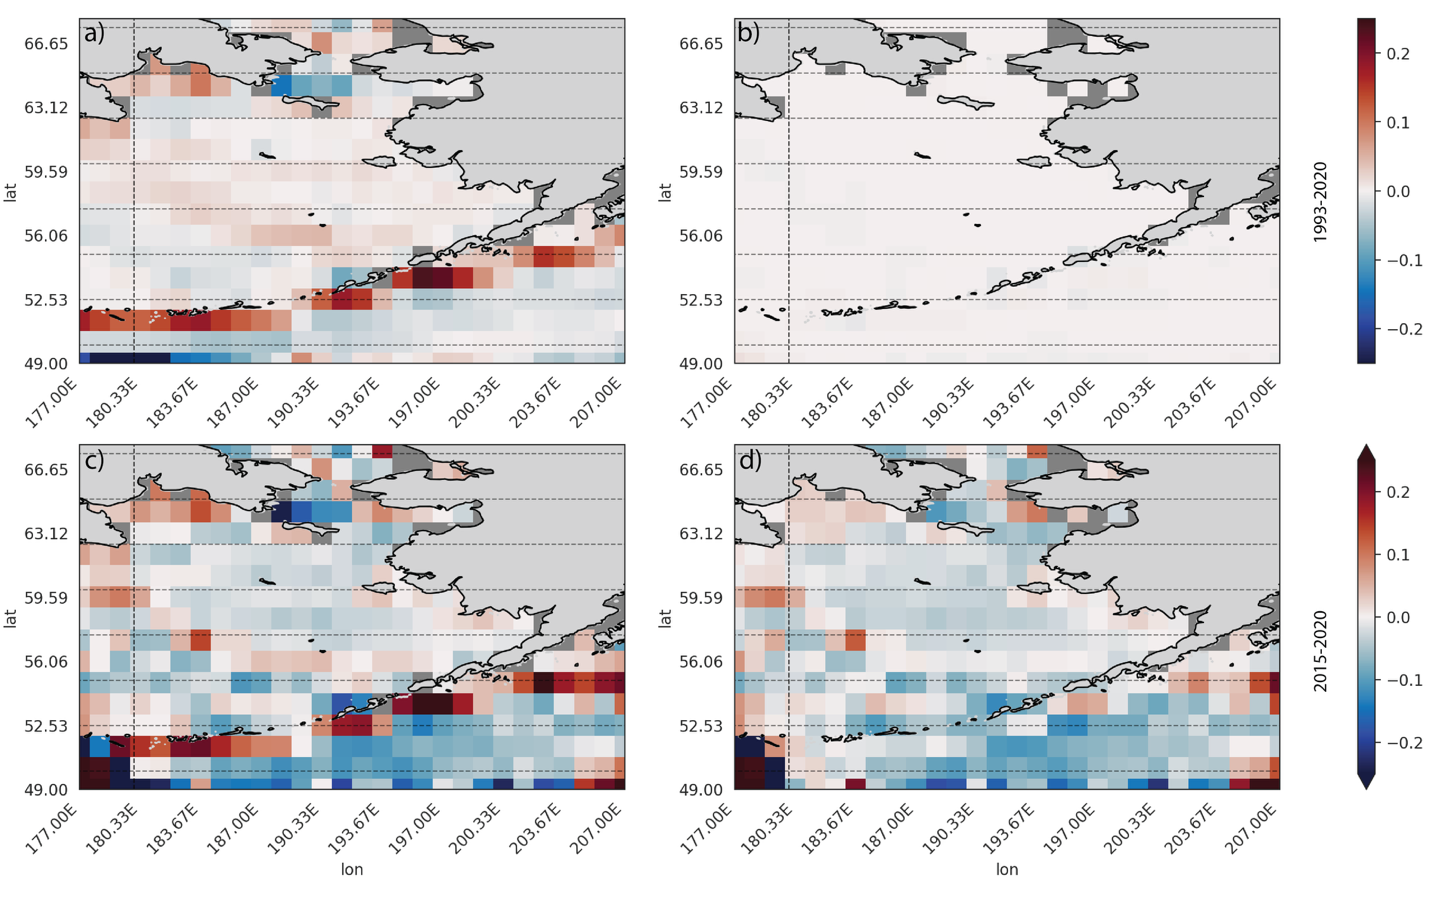 a)
66.65
63.12
59.59
56.06
52.53
49.00
lat
177.00E
180.33E
183.67E
187.00E
190.33E
193.67E
197.00E
200.33E
203.67E
207.00E
b)
66.65
63.12
59.59
56.06
52.53
49.00
lat
177.00E
180.33E
183.67E
187.00E
190.33E
193.67E
197.00E
200.33E
203.67E
207.00E
1993-2020
0.2
0.1
0.0
−0.1
−0.2
c)
66.65
63.12
59.59
56.06
52.53
49.00
lat
177.00E
180.33E
183.67E
187.00E
190.33E
193.67E
197.00E
200.33E
203.67E
207.00E
lon
d)
66.65
63.12
59.59
56.06
52.53
49.00
lat
177.00E
180.33E
183.67E
187.00E
190.33E
193.67E
197.00E
200.33E
203.67E
207.00E
lon
2015-2020
0.2
0.1
0.0
−0.1
−0.2